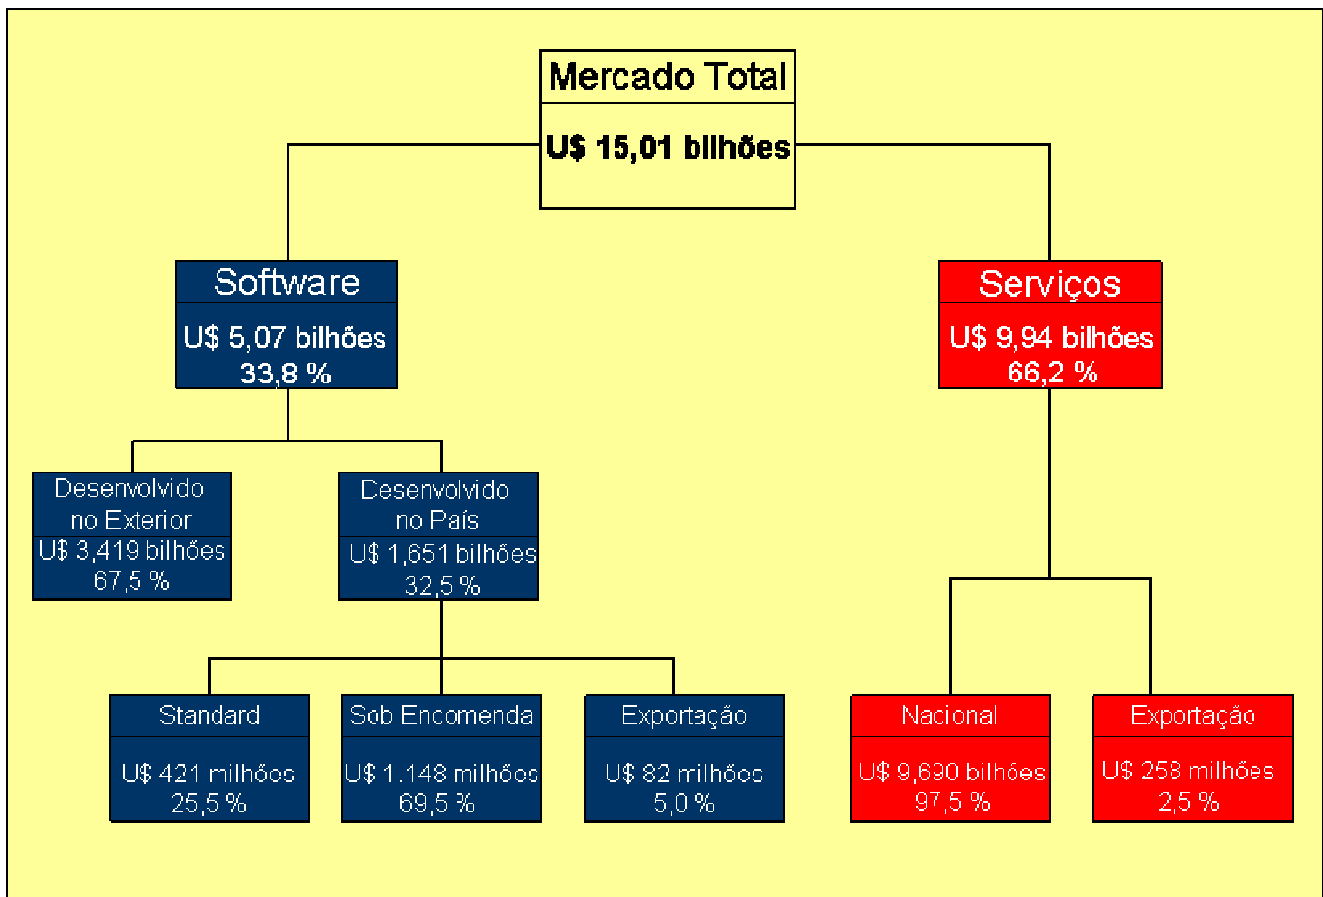 Mercado Total
U$ 15,01 bilhões
Software
U$ 5,07 bilhões
33,8 %
Serviços
U$ 9,94 bilhões
66,2 %
Desenvolvido
no Exterior
U$ 3,419 bilhões
67,5 %
Desenvolvido
no País
U$ 1,651 bilhões
32,5 %
Standard
U$ 421 milhões
25,5 %
Sob Encomenda
U$ 1.148 milhões
69,5 %
Exportação
U$ 82 milhões
5,0 %
Nacional
U$ 9,690 bilhões
97,5 %
Exportação
U$ 258 milhões
2,5 %